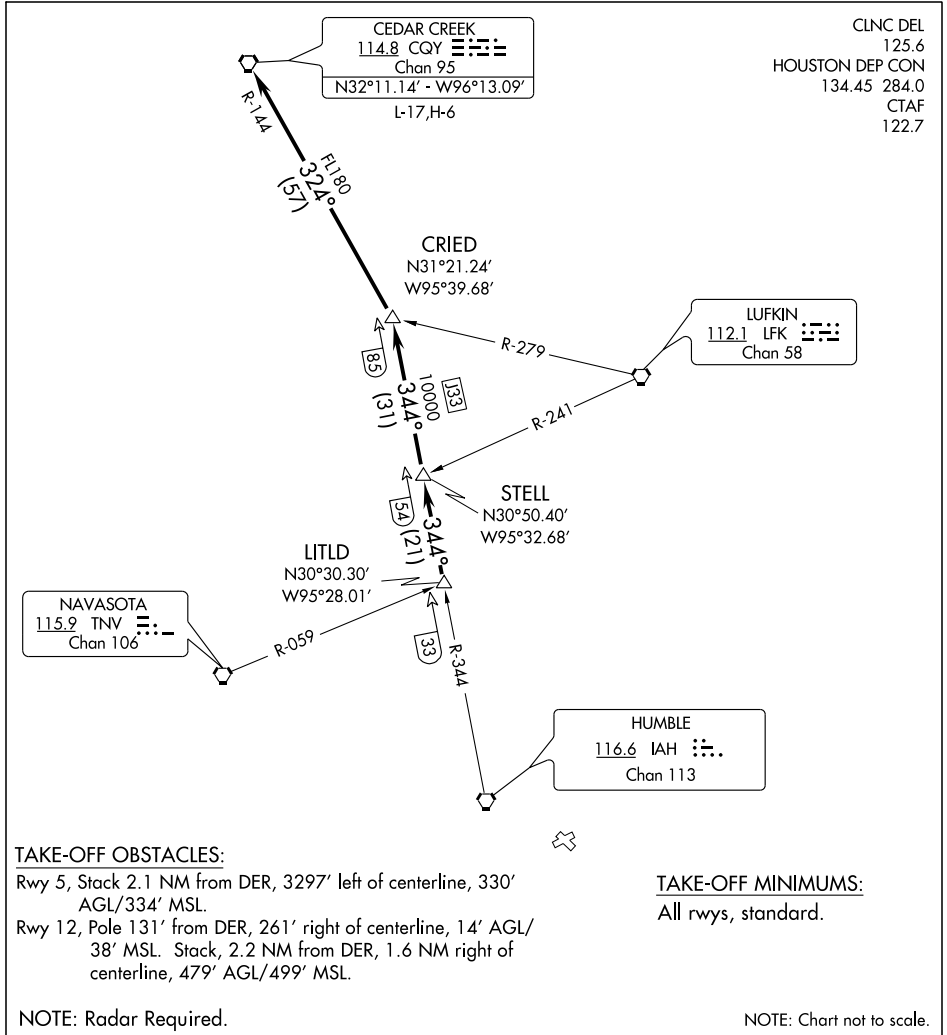 CEDAR CREEK
114.8 CQY
Chan 95
N32°11.14′ - W96°13.09′
L-17,H-6
CLNC DEL
125.6
HOUSTON DEP CON
134.45 284.0
CTAF
122.7
R-144
FL180
324°
(57)
CRIED
N31°21.24′
W95°39.68′
LUFKIN
112.1 LFK
Chan 58
R-279
85
J33
10000
344°
(31)
R-241
STELL
N30°50.40′
W95°32.68′
54
344°
(21)
LITLD
N30°30.30′
W95°28.01′
NAVASOTA
115.9 TNV
Chan 106
R-059
33
R-344
HUMBLE
116.6 IAH
Chan 113
TAKE-OFF OBSTACLES:
Rwy 5, Stack 2.1 NM from DER, 3297′ left of centerline, 330′
AGL/334′ MSL.
Rwy 12, Pole 131′ from DER, 261′ right of centerline, 14′ AGL/
38′ MSL. Stack, 2.2 NM from DER, 1.6 NM right of
centerline, 479′ AGL/499′ MSL.
TAKE-OFF MINIMUMS:
All rwys, standard.
NOTE: Radar Required.
NOTE: Chart not to scale.